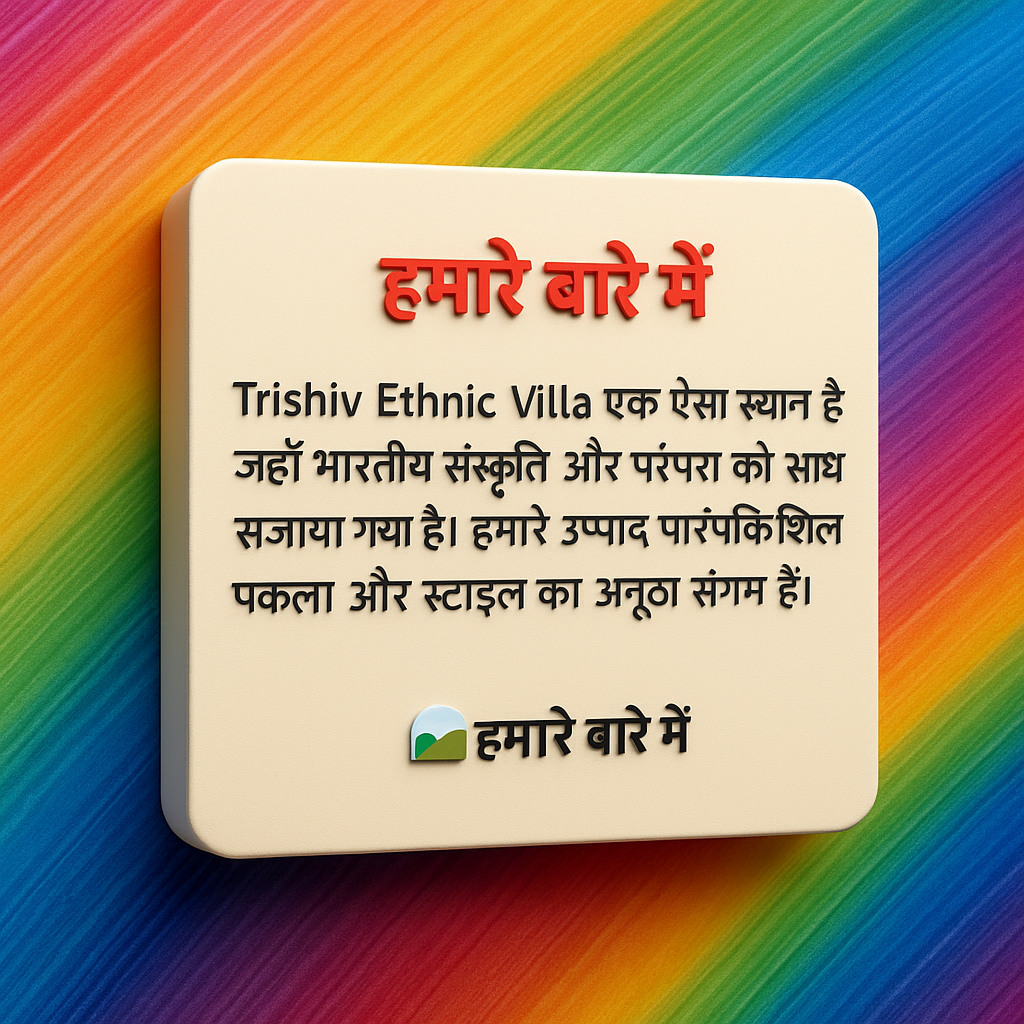 हमारे बारे में
Trishiv Ethnic Villa एक ऐसा स्यान है
जहॉ भारतीय संस्कृति और परंपरा को साध
सजाया गया है। हमारे उप्पाद पारंपकिशिल
पकला और स्टाइल का अनूठा संगम हैं।
हमारे बारे में